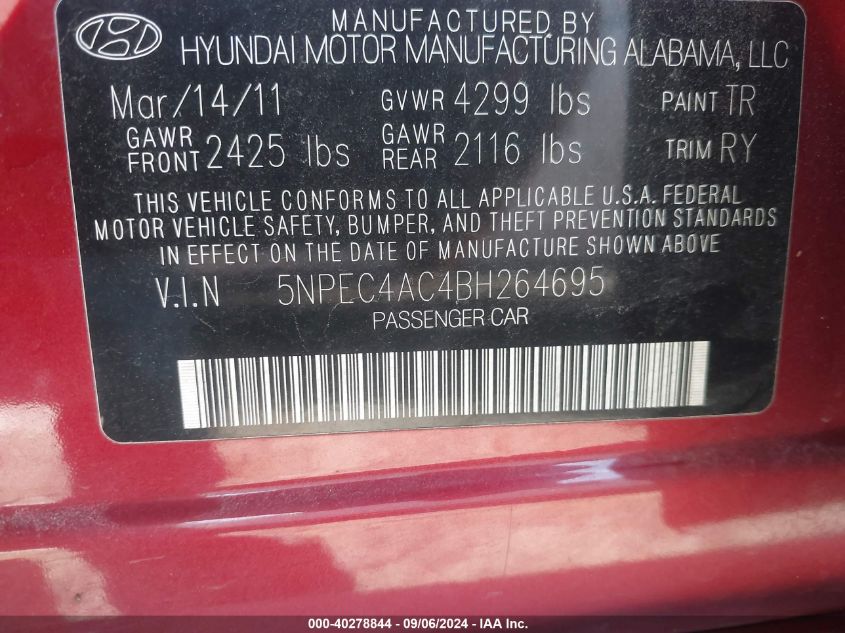 MANUFACTURED BY
HYUNDAI MOTOR MANUFACTURING ALABAMA, LLC
Mar/14/11 GVWR 4299 lbs PAINT TR
GAWR FRONT 2425 lbs GAWR REAR 2116 lbs TRIM RY
THIS VEHICLE CONFORMS TO ALL APPLICABLE U.S.A. FEDERAL
MOTOR VEHICLE SAFETY, BUMPER, AND THEFT PREVENTION STANDARDS
IN EFFECT ON THE DATE OF MANUFACTURE SHOWN ABOVE.
V.I.N 5NPEC4AC4BH264695
PASSENGER CAR
000-40278844 - 09/06/2024 - IAA Inc.